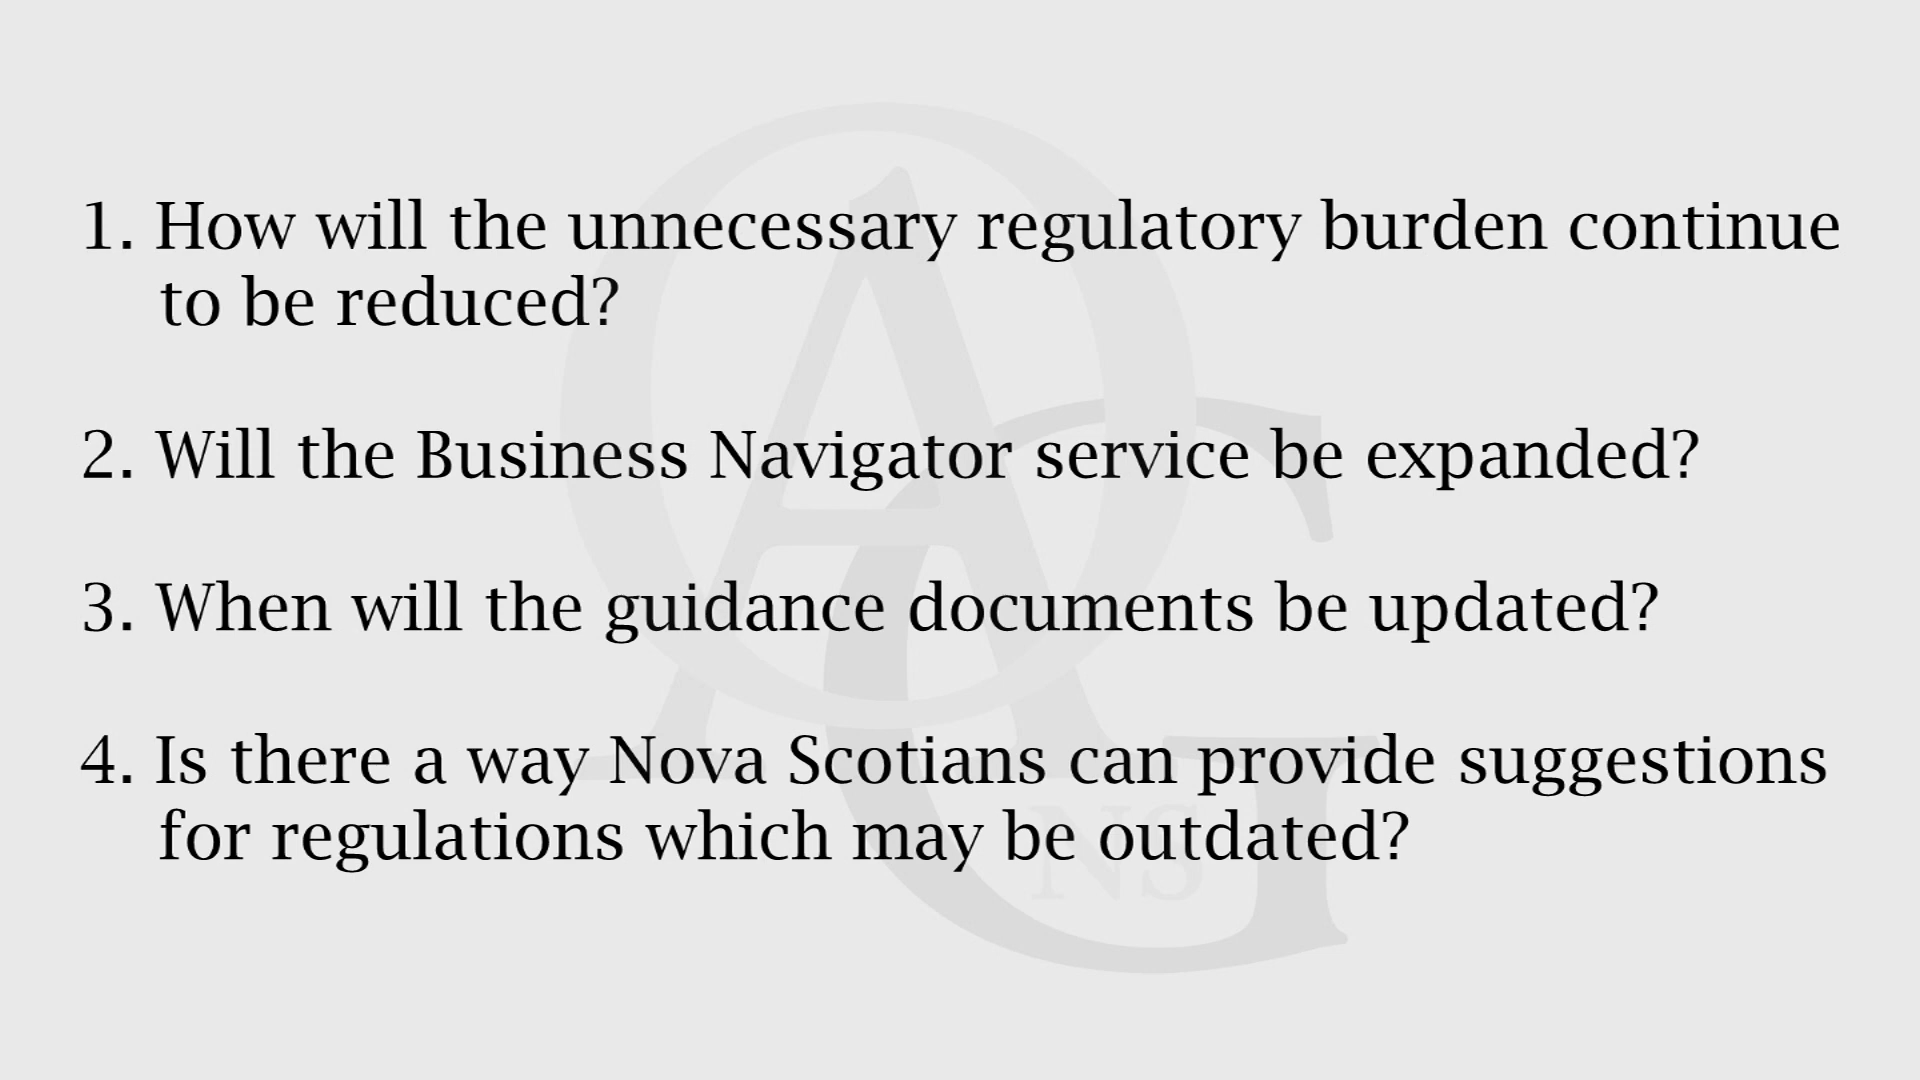 1. How will the unnecessary regulatory burden continue
to be reduced?
2. Will the Business Navigator service be expanded?
3. When will the guidance documents be updated?
4. Is there a way Nova Scotians can provide suggestions
for regulations which may be outdated?
OAG
NS